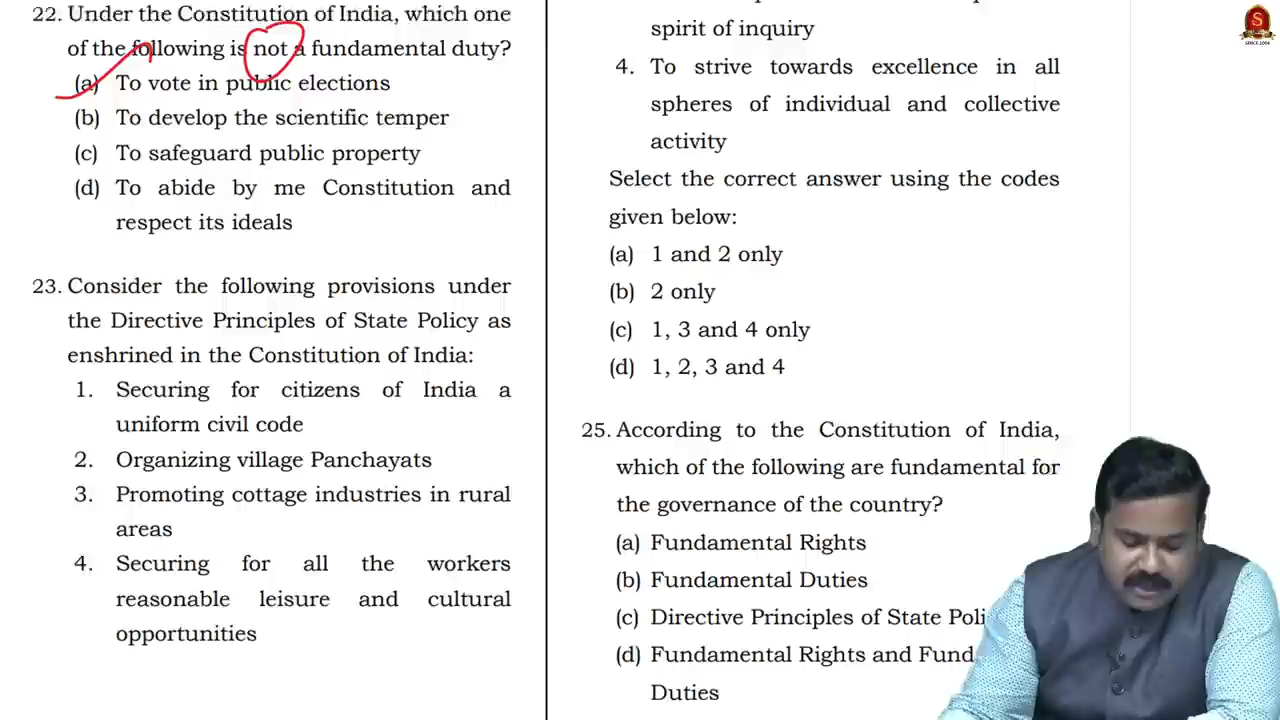 22. Under the Constitution of India, which one
of the following is not a fundamental duty?
(a) To vote in public elections
(b) To develop the scientific temper
(c) To safeguard public property
(d) To abide by me Constitution and
respect its ideals
23. Consider the following provisions under
the Directive Principles of State Policy as
enshrined in the Constitution of India:
1. Securing for citizens of India a
uniform civil code
2. Organizing village Panchayats
3. Promoting cottage industries in rural
areas
4. Securing for all the workers
reasonable leisure and cultural
opportunities
spirit of inquiry
4. To strive towards excellence in all
spheres of individual and collective
activity
Select the correct answer using the codes
given below:
(a) 1 and 2 only
(b) 2 only
(c) 1, 3 and 4 only
(d) 1, 2, 3 and 4
25. According to the Constitution of India,
which of the following are fundamental for
the governance of the country?
(a) Fundamental Rights
(b) Fundamental Duties
(c) Directive Principles of State Poli
(d) Fundamental Rights and Fund
Duties
S
SINCE 2004